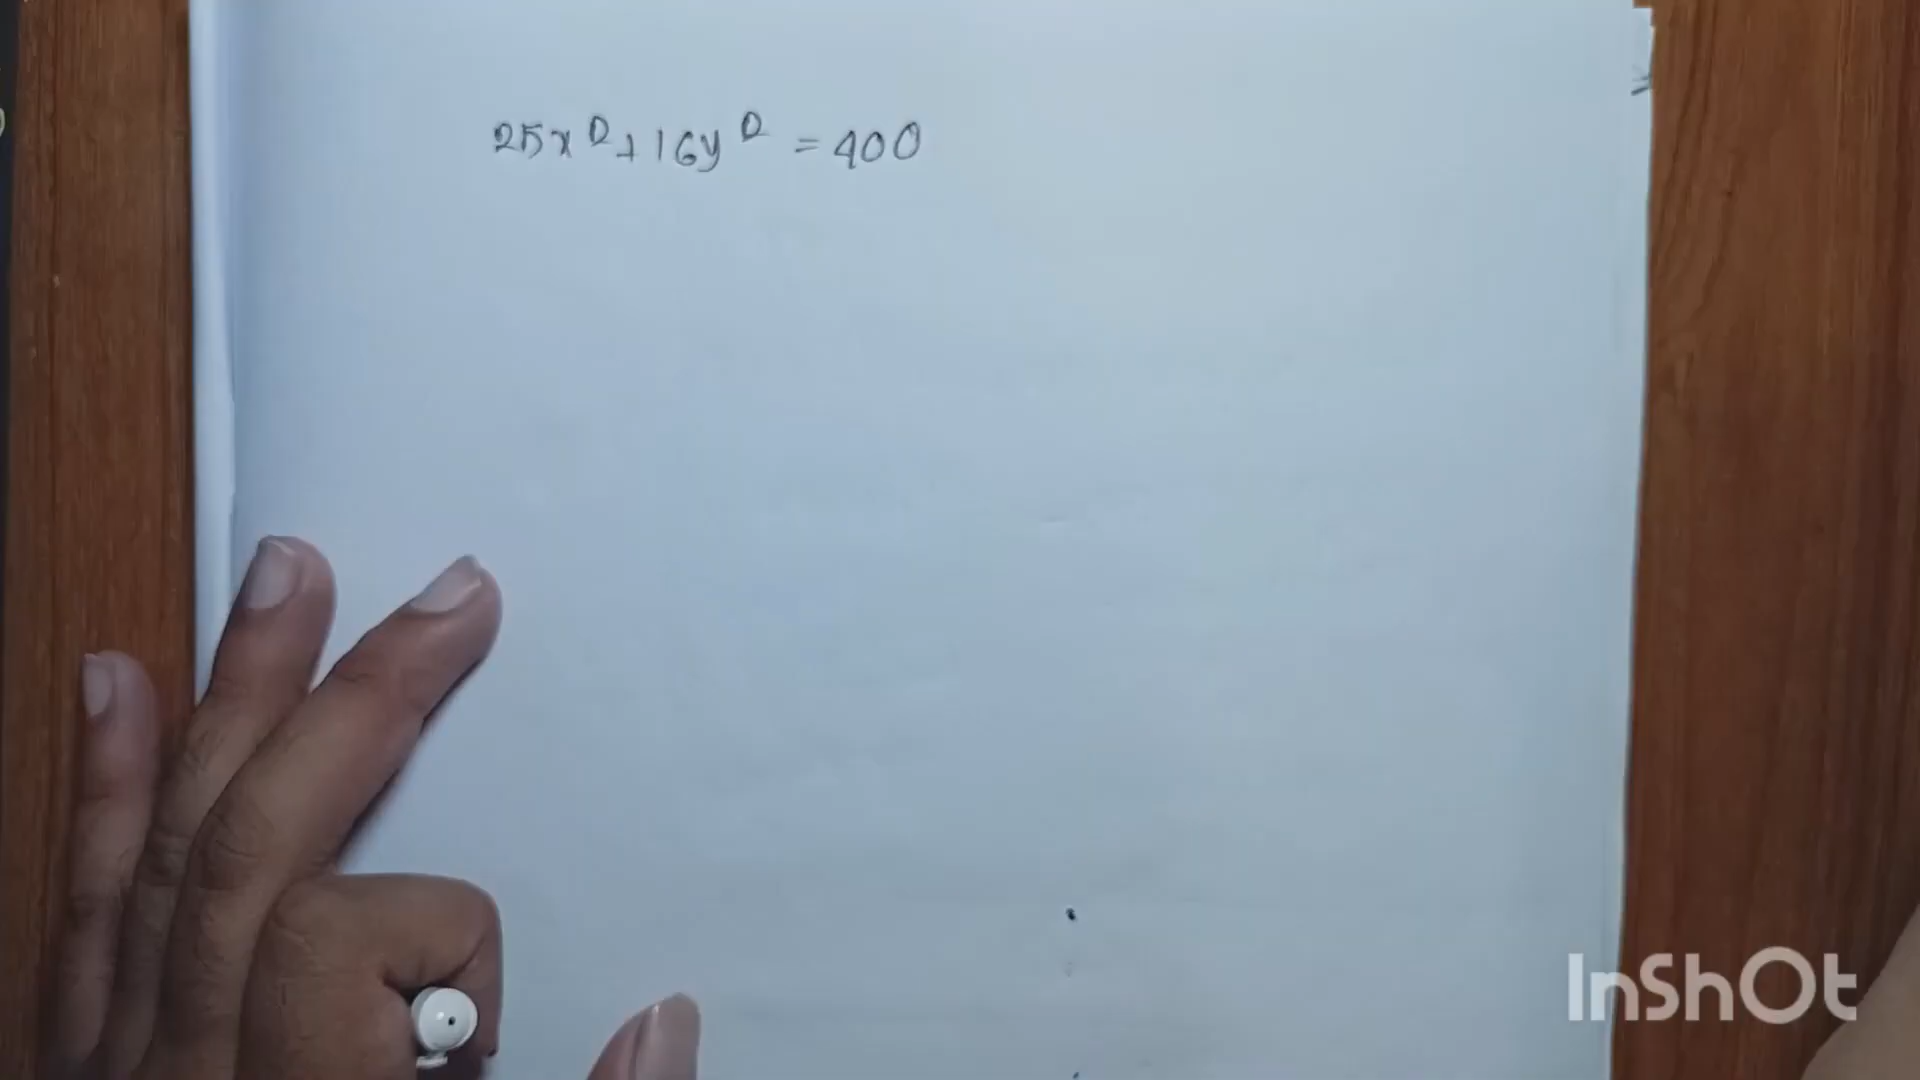 25x² + 16y² = 400
InShOt